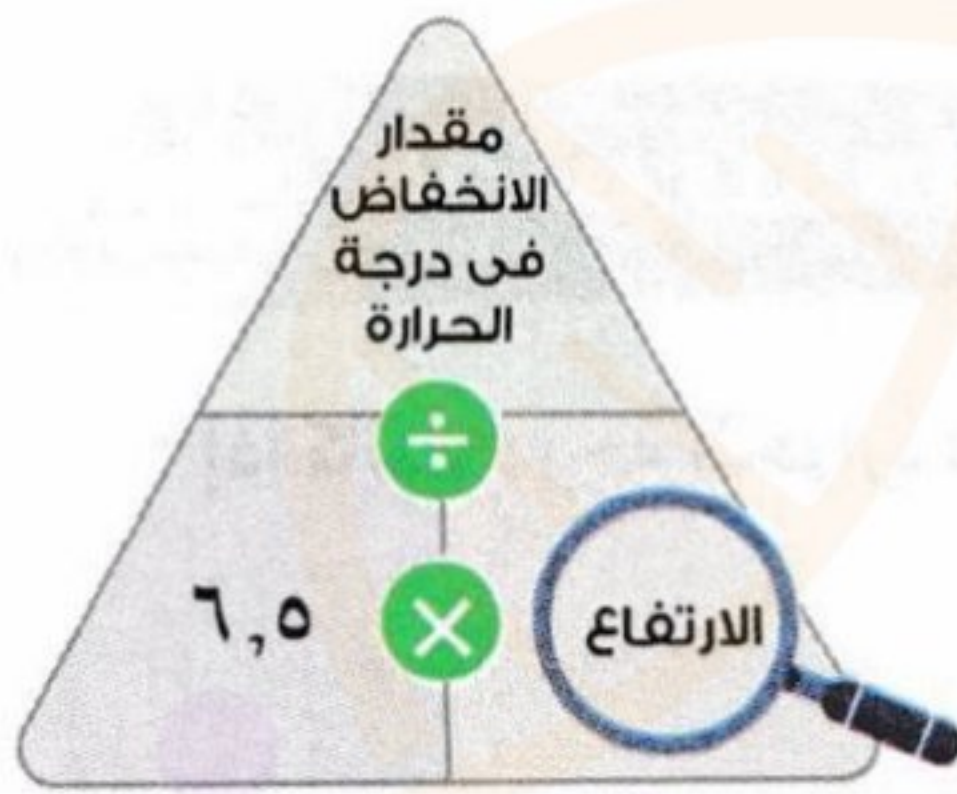 مقدار
الانخفاض
فى درجة
الحرارة
÷
٦,٥
×
الارتفاع